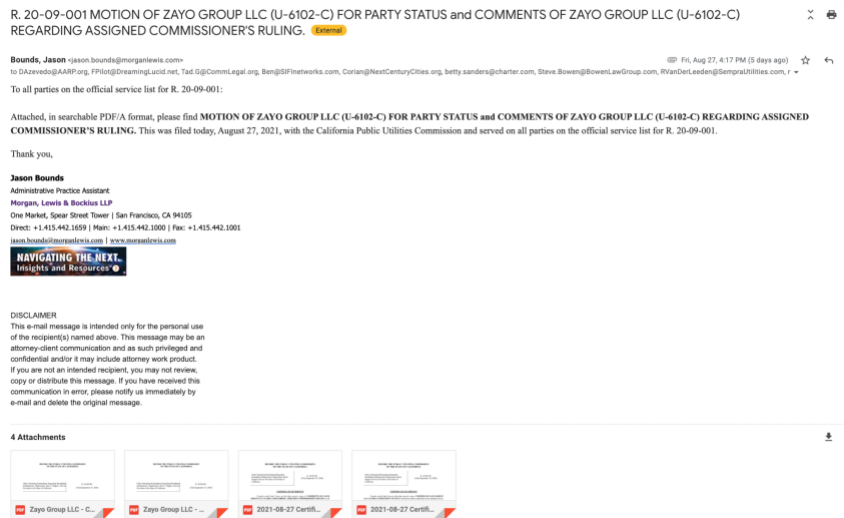 R. 20-09-001 MOTION OF ZAYO GROUP LLC (U-6102-C) FOR PARTY STATUS and COMMENTS OF ZAYO GROUP LLC (U-6102-C)
REGARDING ASSIGNED COMMISSIONER'S RULING. External
Bounds, Jason <jason.bounds@morganlewis.com>
Fri, Aug 27, 4:17 PM (5 days ago)
to DAzevedo@AARP.org, FPilot@DreamingLucid.net, Tad.G@CommLegal.org, Ben@SIFInetworks.com, Corian@NextCenturyCities.org, betty.sanders@charter.com, Steve.Bowen@BowenLawGroup.com, RVanDerLeeden@SempraUtilities.com, r
To all parties on the official service list for R. 20-09-001:
Attached, in searchable PDF/A format, please find MOTION OF ZAYO GROUP LLC (U-6102-C) FOR PARTY STATUS and COMMENTS OF ZAYO GROUP LLC (U-6102-C) REGARDING ASSIGNED
COMMISSIONER'S RULING. This was filed today, August 27, 2021, with the California Public Utilities Commission and served on all parties on the official service list for R. 20-09-001.
Thank you,
Jason Bounds
Administrative Practice Assistant
Morgan, Lewis & Bockius LLP
One Market, Spear Street Tower | San Francisco, CA 94105
Direct: +1.415.442.1659 | Main: +1.415.442.1000 | Fax: +1.415.442.1001
jason.bounds@morganlewis.com | www.morganlewis.com
NAVIGATING THE NEXT.
Insights and Resources
DISCLAIMER
This e-mail message is intended only for the personal use
of the recipient(s) named above. This message may be an
attorney-client communication and as such privileged and
confidential and/or it may include attorney work product.
If you are not an intended recipient, you may not review,
copy or distribute this message. If you have received this
communication in error, please notify us immediately by
e-mail and delete the original message.
4 Attachments
PDF Zayo Group LLC - C...
PDF Zayo Group LLC - ...
PDF 2021-08-27 Certifi...
PDF 2021-08-27 Certifi...